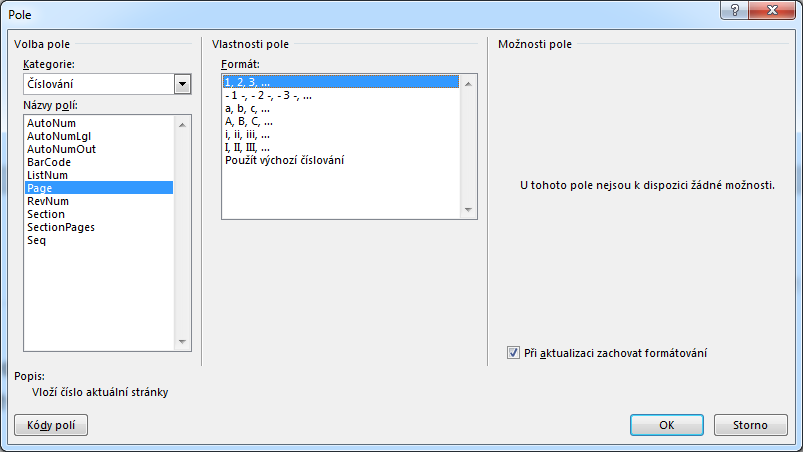 Pole
Volba pole
Kategorie:
Číslování
Názvy polí:
AutoNum
AutoNumLgl
AutoNumOut
BarCode
ListNum
Page
RevNum
Section
SectionPages
Seq
Vlastnosti pole
Formát:
1, 2, 3, ...
- 1 -, - 2 -, - 3 -, ...
a, b, c, ...
A, B, C, ...
i, ii, iii, ...
I, II, III, ...
Použít výchozí číslování
Možnosti pole
U tohoto pole nejsou k dispozici žádné možnosti.
Při aktualizaci zachovat formátování
Popis:
Vloží číslo aktuální stránky
Kódy polí
OK
Storno